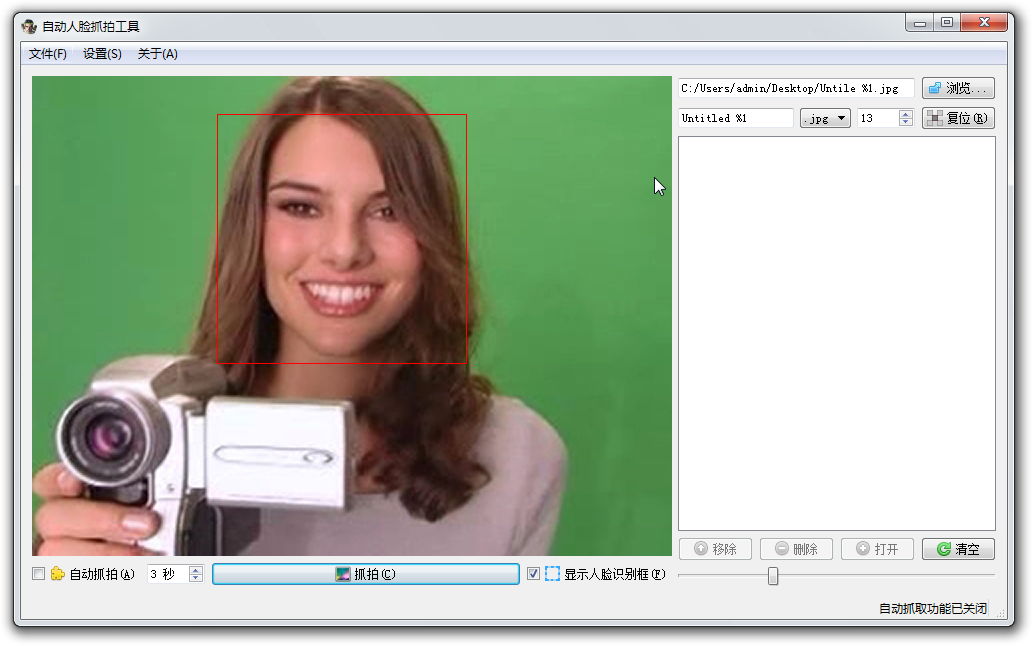 自动人脸抓拍工具
文件(F) 设置(S) 关于(A)
C:/Users/admin/Desktop/Untile %1.jpg 浏览...
Untitled %1 .jpg 13 复位(R)
移除 删除 打开 清空
自动抓拍(A) 3 秒 抓拍(C) 显示人脸识别框(F)
自动抓取功能已关闭